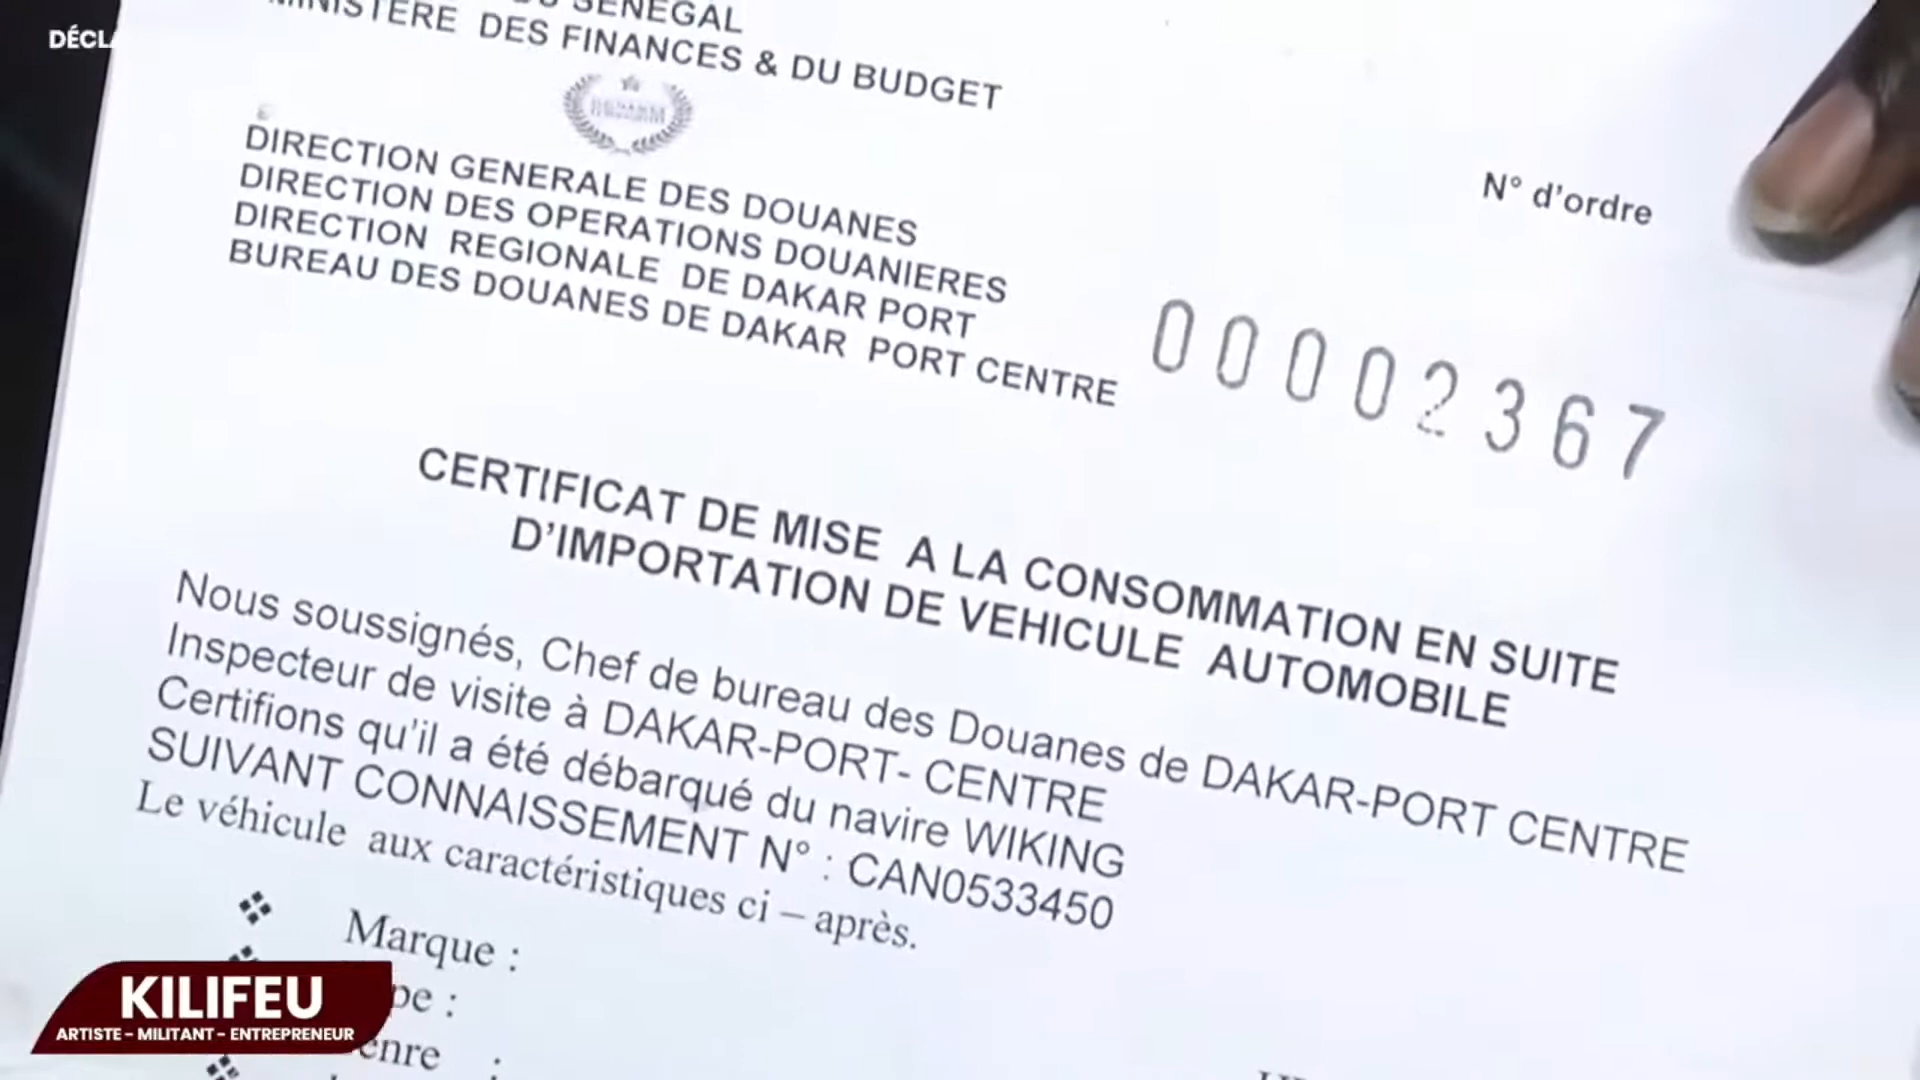 DÉCLA
SENEGAL
MINISTERE DES FINANCES & DU BUDGET
DIRECTION GENERALE DES DOUANES
DIRECTION DES OPERATIONS DOUANIERES
DIRECTION REGIONALE DE DAKAR PORT
BUREAU DES DOUANES DE DAKAR PORT CENTRE
N° d'ordre
00002367
CERTIFICAT DE MISE A LA CONSOMMATION EN SUITE
D'IMPORTATION DE VEHICULE AUTOMOBILE
Nous soussignés, Chef de bureau des Douanes de DAKAR-PORT CENTRE
Inspecteur de visite à DAKAR-PORT- CENTRE
Certifions qu'il a été débarqué du navire WIKING
SUIVANT CONNAISSEMENT N° : CAN0533450
Le véhicule aux caractéristiques ci – après.
Marque :
pe :
enre :
KILIFEU
ARTISTE - MILITANT - ENTREPRENEUR